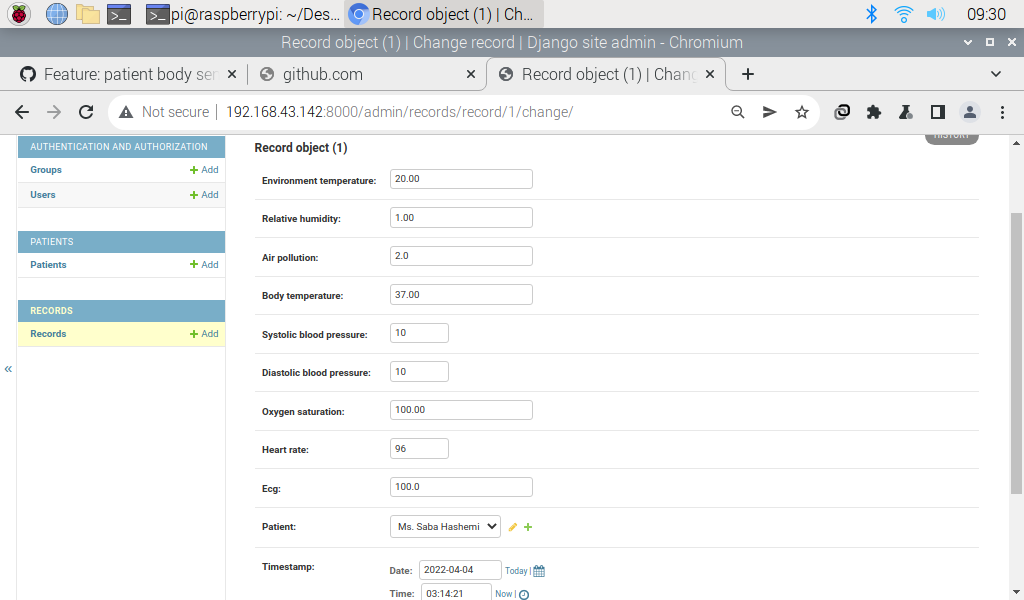 pi@raspberrypi: ~/Des... Record object (1) | Ch... 09:30
Record object (1) | Change record | Django site admin - Chromium
Feature: patient body ser github.com Record object (1) | Chang
Not secure 192.168.43.142:8000/admin/records/record/1/change/
AUTHENTICATION AND AUTHORIZATION
Groups Add
Users Add
PATIENTS
Patients Add
RECORDS
Records Add
«
HISTORY
Record object (1)
Environment temperature: 20.00
Relative humidity: 1.00
Air pollution: 2.0
Body temperature: 37.00
Systolic blood pressure: 10
Diastolic blood pressure: 10
Oxygen saturation: 100.00
Heart rate: 96
Ecg: 100.0
Patient: Ms. Saba Hashemi
Timestamp: Date: 2022-04-04 Today |
Time: 03:14:21 Now |